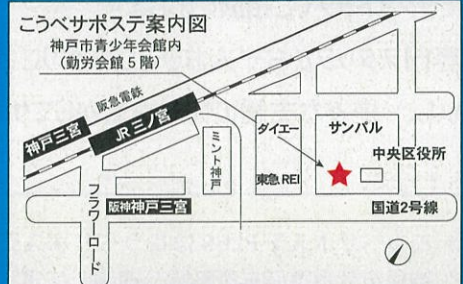 こうべサポステ案内図
神戸市青少年会館内
(勤労会館5階)
阪急電鉄
神戸三宮
JR三ノ宮
ミント神戸
ダイエー
サンパル
中央区役所
東急REI
阪神神戸三宮
フラワーロード
国道2号線